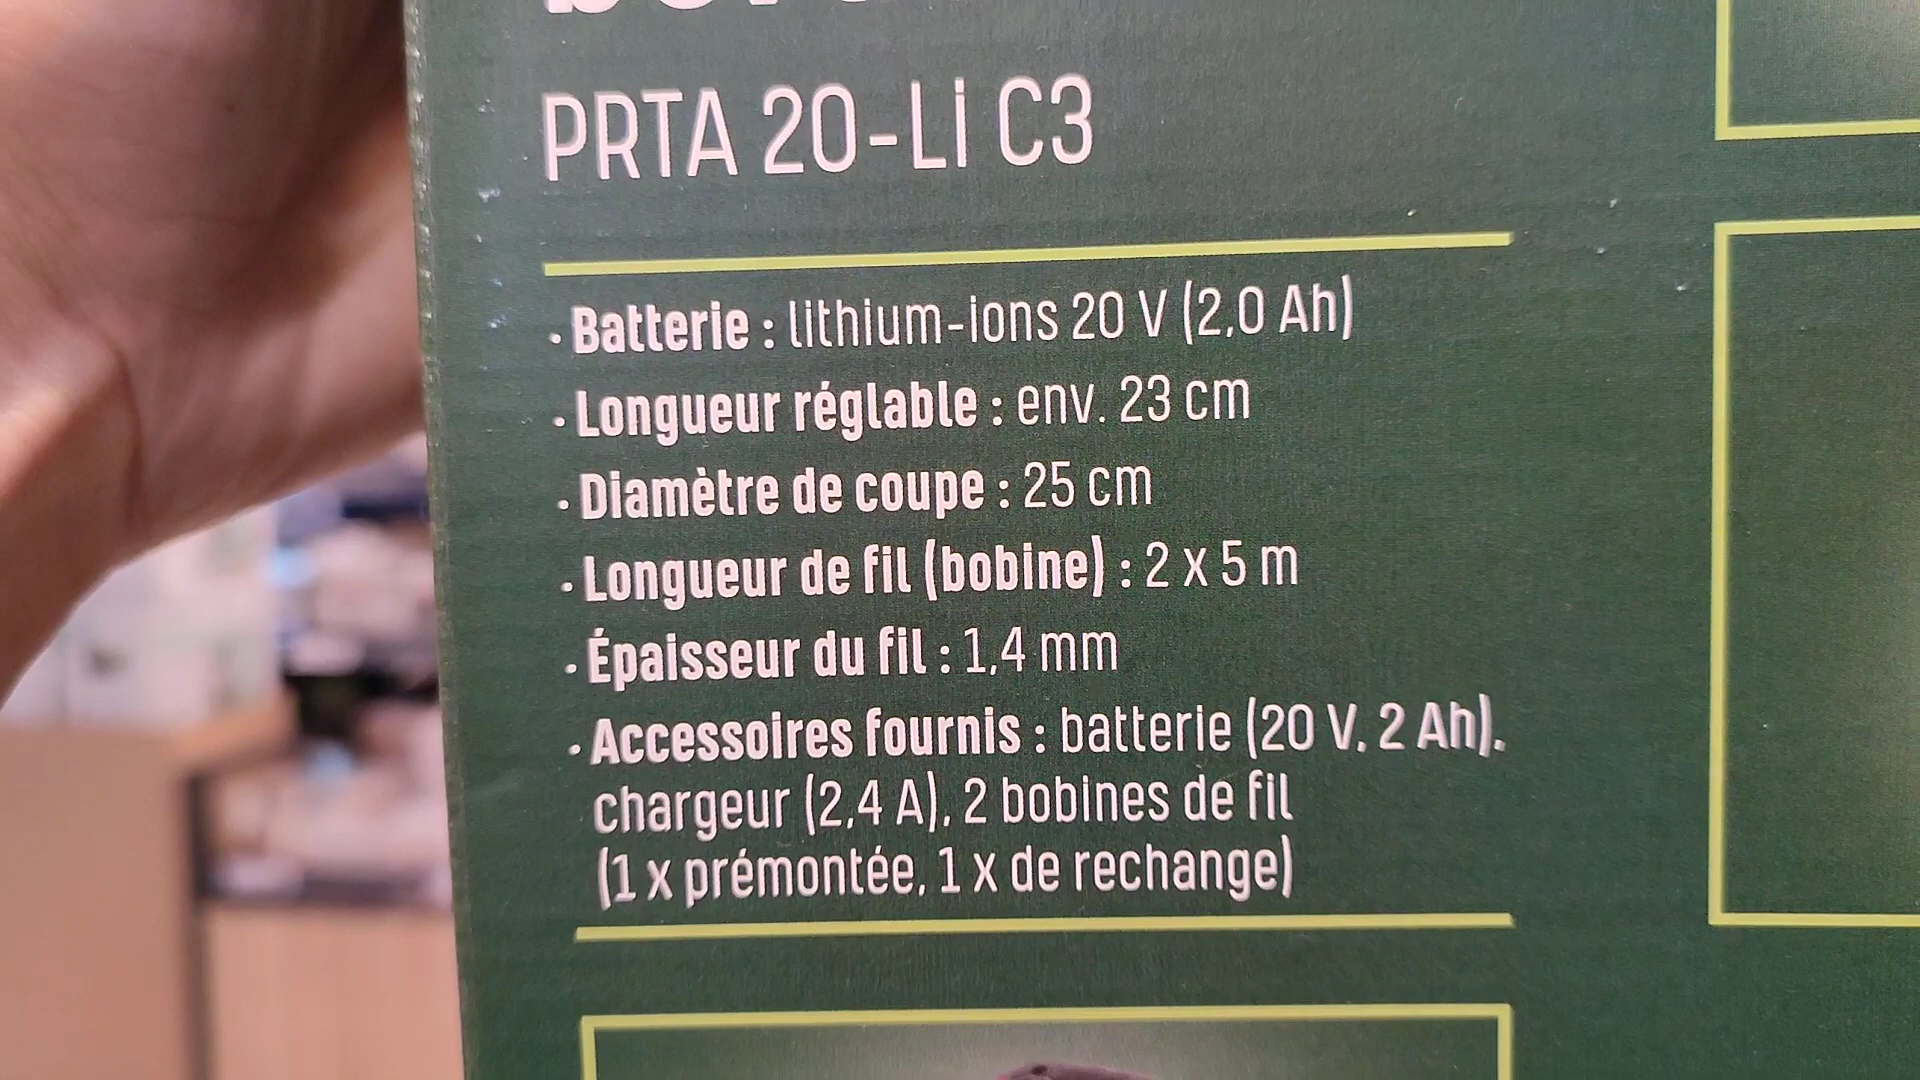 PRTA 20-Li C3
· Batterie : lithium-ions 20 V (2,0 Ah)
· Longueur réglable : env. 23 cm
· Diamètre de coupe : 25 cm
· Longueur de fil (bobine) : 2 x 5 m
· Épaisseur du fil : 1,4 mm
· Accessoires fournis : batterie (20 V, 2 Ah),
chargeur (2,4 A), 2 bobines de fil
(1 x prémontée, 1 x de rechange)